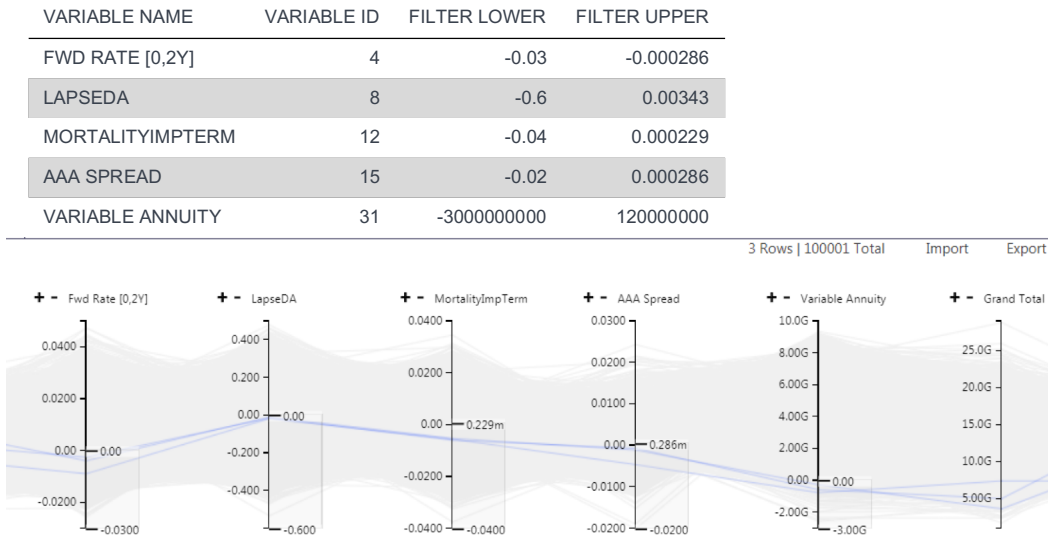 VARIABLE NAME VARIABLE ID FILTER LOWER FILTER UPPER
FWD RATE [0,2Y] 4 -0.03 -0.000286
LAPSEDA 8 -0.6 0.00343
MORTALITYIMPTERM 12 -0.04 0.000229
AAA SPREAD 15 -0.02 0.000286
VARIABLE ANNUITY 31 -3000000000 120000000
3 Rows | 100001 Total Import Export
+ - Fwd Rate [0,2Y] + - LapseDA + - MortalityImpTerm + - AAA Spread + - Variable Annuity + - Grand Total
0.0400 0.0300 10.0G
0.0400 0.400 0.0200 0.0200 8.00G 25.0G
0.0200 0.200 0.0100 6.00G 20.0G
0.00 0.00 0.00 0.229m 4.00G 15.0G
0.00 0.00 -0.200 0.00 0.286m 2.00G 10.0G
-0.0200 -0.400 -0.0200 -0.0100 0.00 0.00 5.00G
-2.00G
-0.0300 -0.600 -0.0400 -0.0400 -0.0200 -0.0200 -3.00G